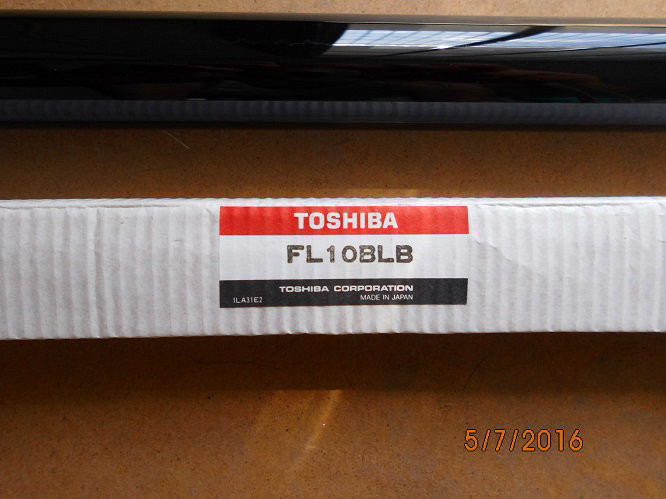 TOSHIBA
FL10BLB
TOSHIBA CORPORATION
1LA31E2 MADE IN JAPAN
5/7/2016